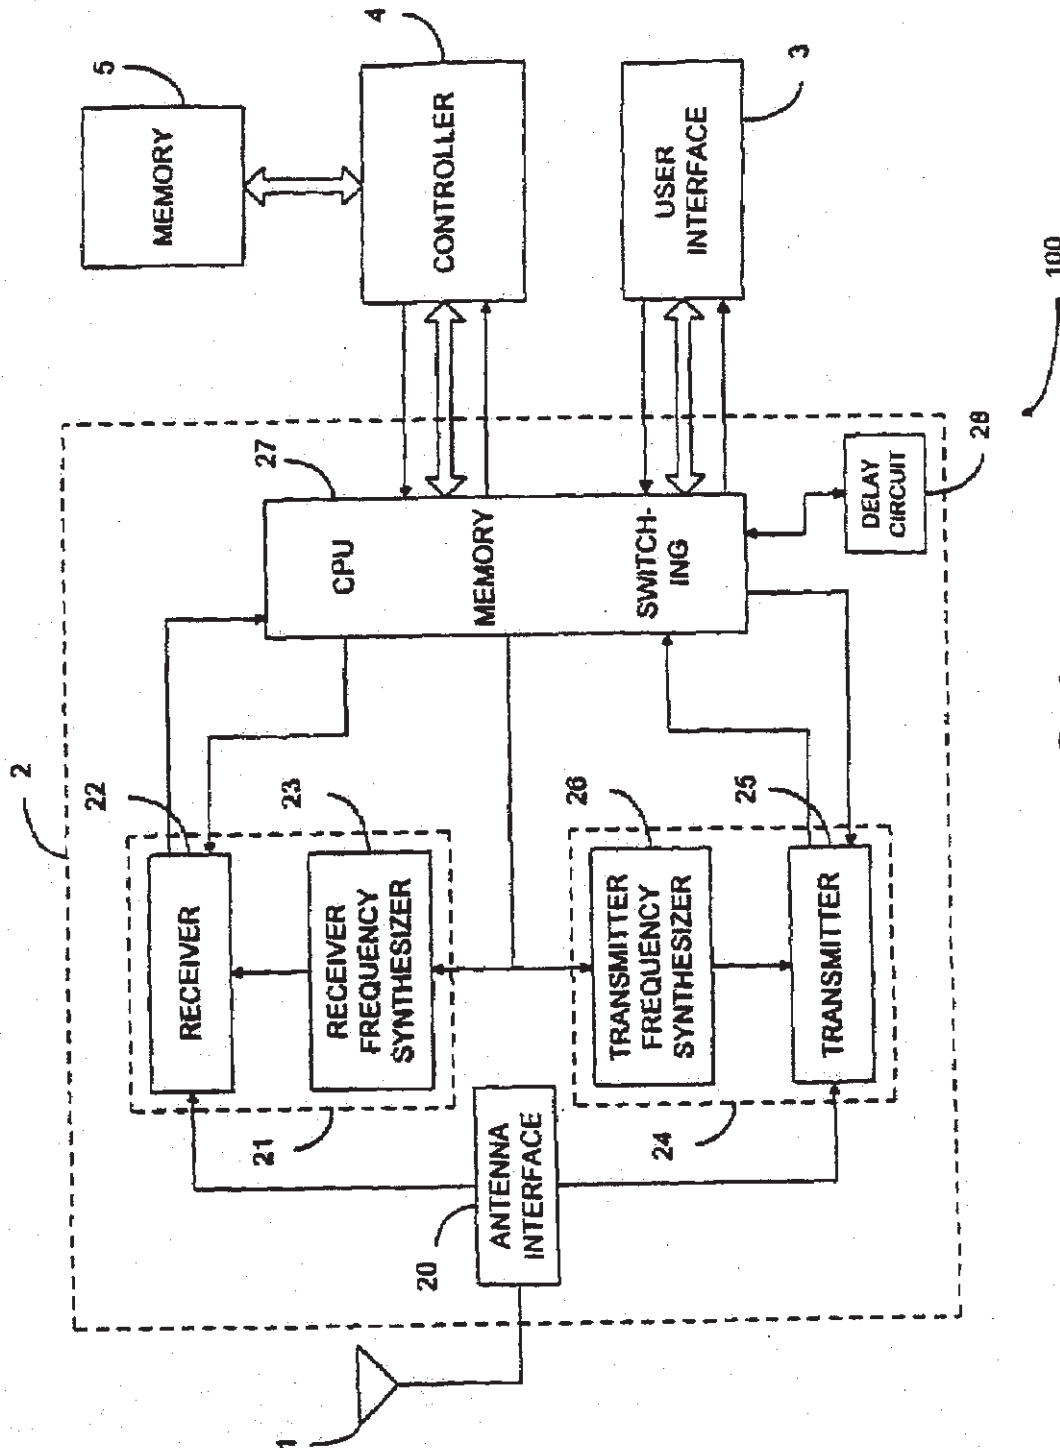 2
22
RECEIVER
23
RECEIVER
FREQUENCY
SYNTHESIZER
21
1
20
ANTENNA
INTERFACE
26
TRANSMITTER
FREQUENCY
SYNTHESIZER
25
TRANSMITTER
24
27
CPU
MEMORY
SWITCH-
ING
DELAY
CIRCUIT
28
5
MEMORY
4
CONTROLLER
USER
INTERFACE
3
100